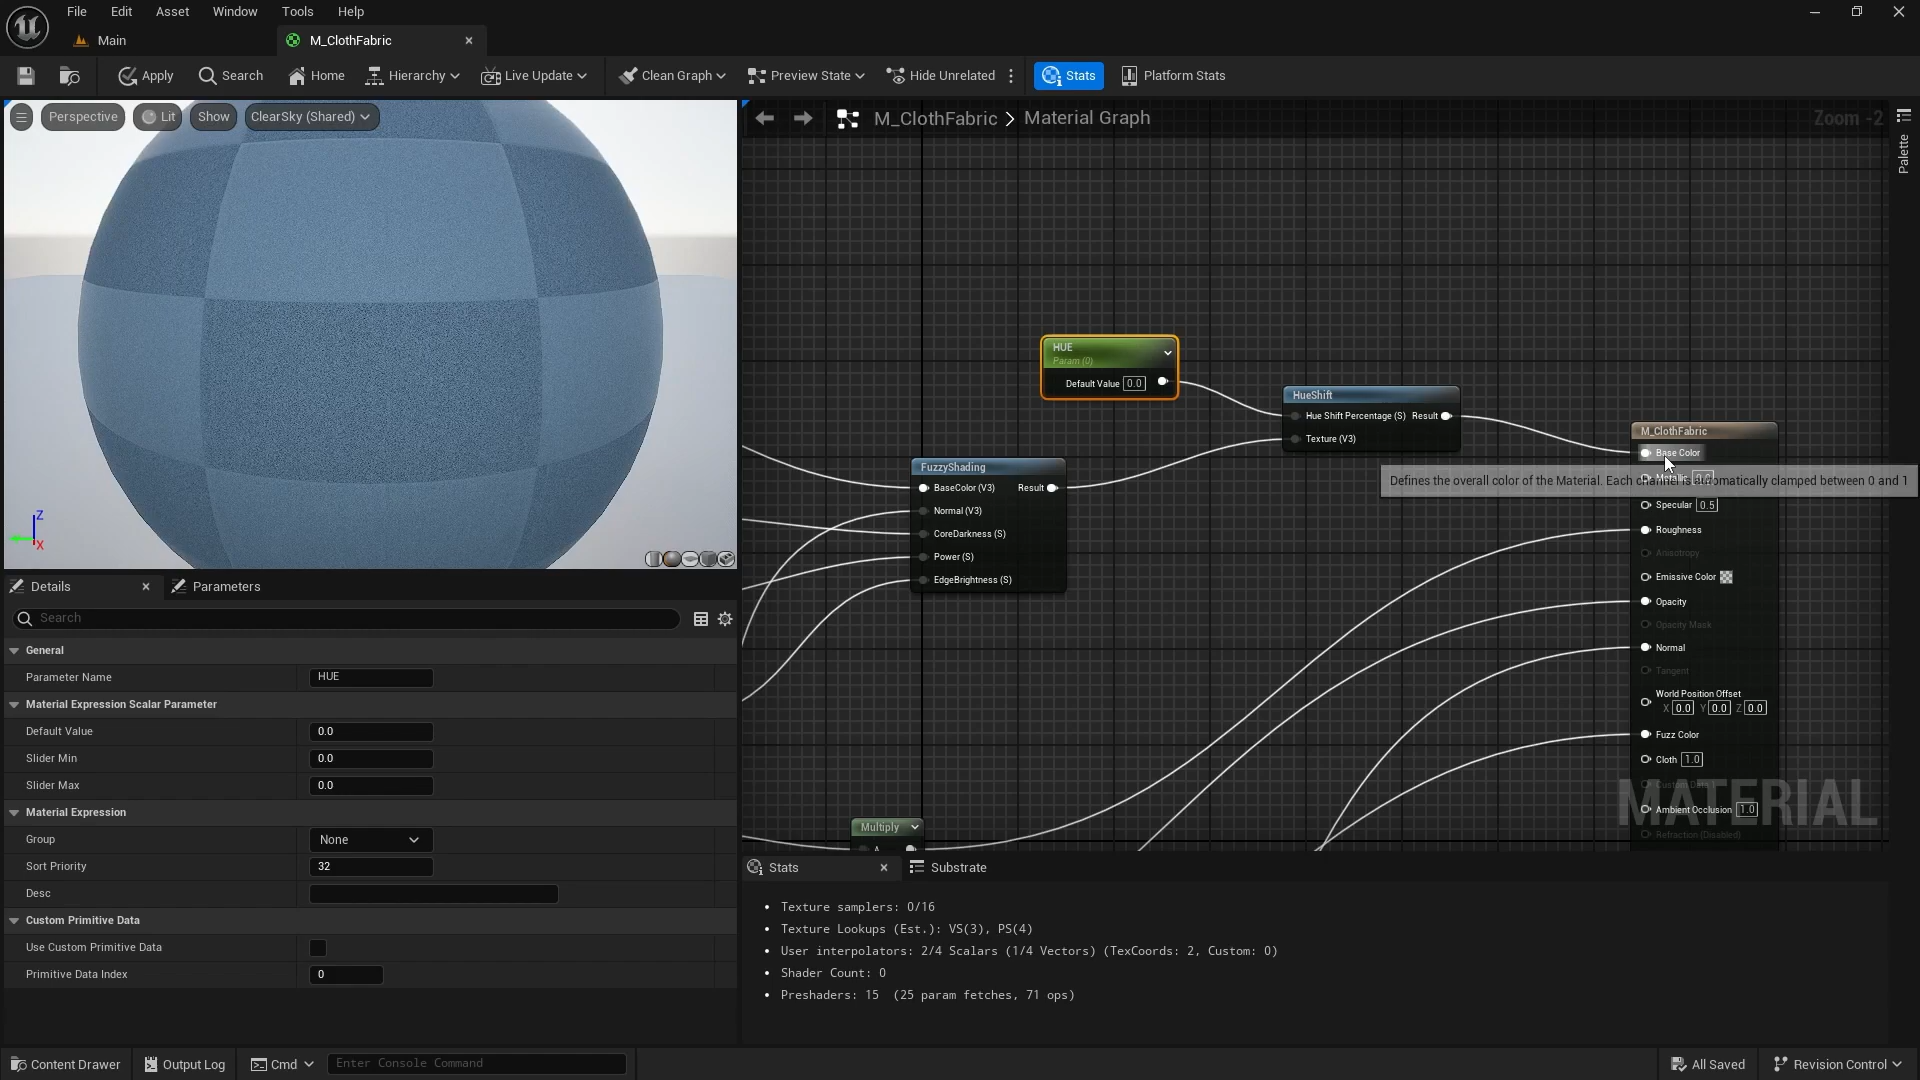 File Edit Asset Window Tools Help
Main
M_ClothFabric
Apply
Search
Home
Hierarchy
Live Update
Clean Graph
Preview State
Hide Unrelated
Stats
Platform Stats
Perspective
Lit
Show
ClearSky (Shared)
M_ClothFabric > Material Graph
Zoom -2
Palette
HUE
Param (0)
Default Value 0.0
HueShift
Hue Shift Percentage (S) Result
Texture (V3)
FuzzyShading
BaseColor (V3) Result
Normal (V3)
CoreDarkness (S)
Power (S)
EdgeBrightness (S)
M_ClothFabric
Base Color
Defines the overall color of the Material. Each channel is automatically clamped between 0 and 1
Metallic 0.0
Specular 0.5
Roughness
Anisotropy
Emissive Color
Opacity
Opacity Mask
Normal
Tangent
World Position Offset
X 0.0 Y 0.0 Z 0.0
Fuzz Color
Cloth 1.0
Ambient Occlusion 1.0
Refraction (Disabled)
MATERIAL
Multiply
A
Z
X
Details
Parameters
Search
General
Parameter Name HUE
Material Expression Scalar Parameter
Default Value 0.0
Slider Min 0.0
Slider Max 0.0
Material Expression
Group None
Sort Priority 32
Desc
Custom Primitive Data
Use Custom Primitive Data
Primitive Data Index 0
Stats
Substrate
Texture samplers: 0/16
Texture Lookups (Est.): VS(3), PS(4)
User interpolators: 2/4 Scalars (1/4 Vectors) (TexCoords: 2, Custom: 0)
Shader Count: 0
Preshaders: 15 (25 param fetches, 71 ops)
Content Drawer
Output Log
Cmd
Enter Console Command
All Saved
Revision Control